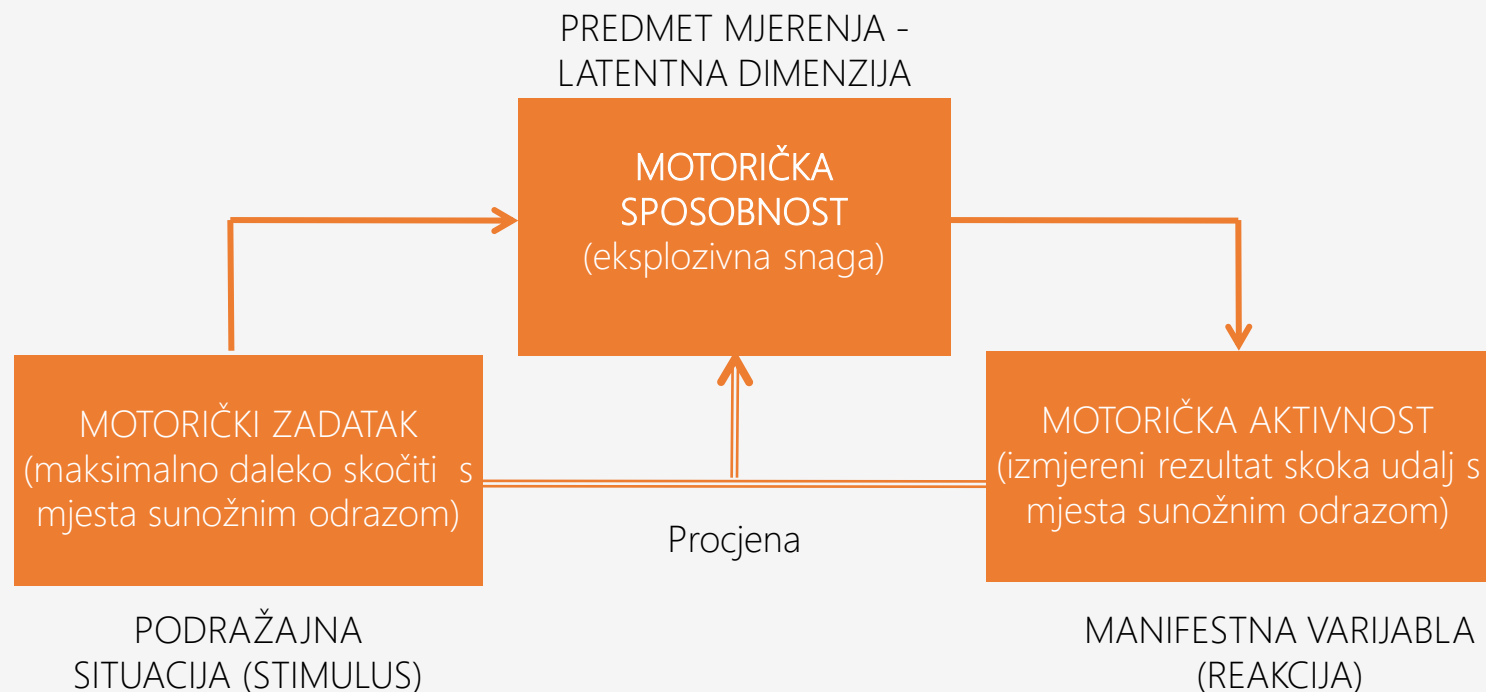 PREDMET MJERENJA -
LATENTNA DIMENZIJA
MOTORIČKA
SPOSOBNOST
(eksplozivna snaga)
MOTORIČKI ZADATAK
(maksimalno daleko skočiti s
mjesta sunožnim odrazom)
MOTORIČKA AKTIVNOST
(izmjereni rezultat skoka udalj s
mjesta sunožnim odrazom)
Procjena
PODRAŽAJNA
SITUACIJA (STIMULUS)
MANIFESTNA VARIJABLA
(REAKCIJA)